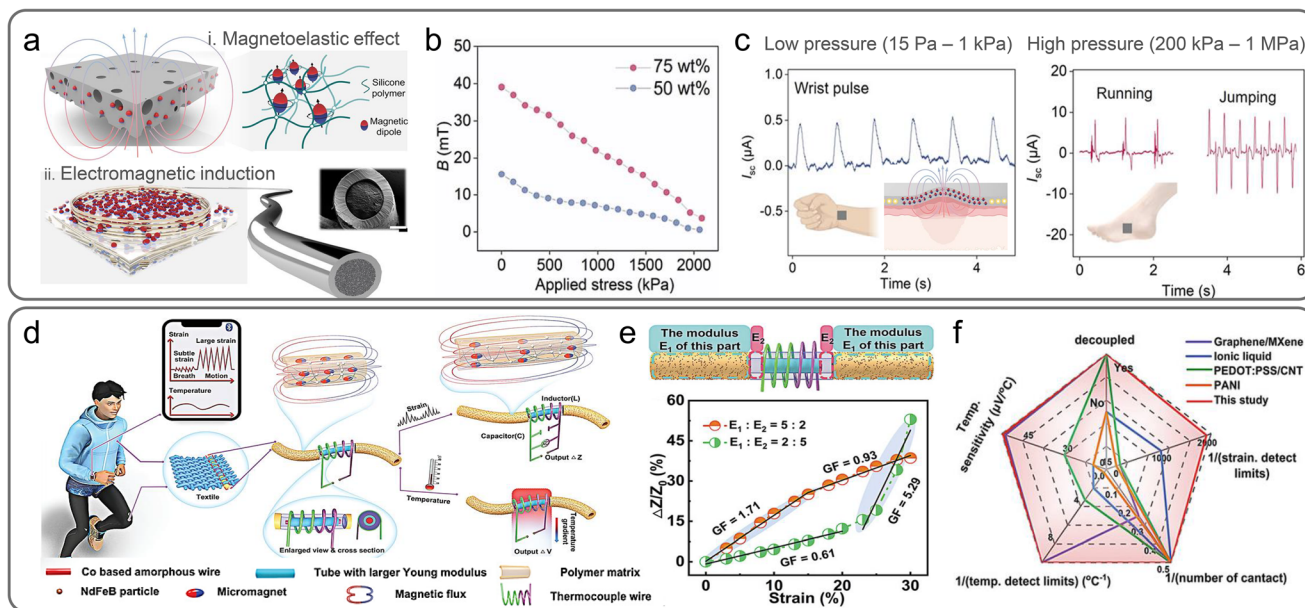 a
i. Magnetoelastic effect
Silicone
polymer
Magnetic
dipole
ii. Electromagnetic induction
b
50
40
30
20
10
0
B (mT)
75 wt%
50 wt%
0
500
1000
1500
2000
Applied stress (kPa)
c
Low pressure (15 Pa – 1 kPa)
1.0
0.5
0.0
-0.5
Isc (μA)
Wrist pulse
0
2
4
Time (s)
High pressure (200 kPa – 1 MPa)
20
10
0
-10
-20
Isc (μA)
Running
Jumping
0
2
4
6
Time (s)
d
Strain
Large strain
Subtle
strain
Breath
Motion
Temperature
Textile
Enlarged view & cross section
Strain
Temperature
Inductor(L)
Capacitor(C)
Output △Z
Output △V
Temperature
gradient
Co based amorphous wire
Tube with larger Young modulus
Polymer matrix
NdFeB particle
Micromagnet
Magnetic flux
Thermocouple wire
e
The modulus
E1 of this part
E2
E2
The modulus
E1 of this part
45
30
15
0
ΔZ/Z0 (%)
E1 : E2 = 5 : 2
E1 : E2 = 2 : 5
GF = 1.71
GF = 0.93
GF = 0.61
GF = 5.29
0
5
10
15
20
25
30
Strain (%)
f
Graphene/MXene
Ionic liquid
PEDOT:PSS/CNT
PANI
This study
decoupled
Yes
No
Temp.
sensitivity (μV/°C)
45
30
2000
1000
1/(strain. detect
limits)
4
8
0.2
0.4
0.5
1/(temp. detect limits) (°C-1)
1/(number of cantact)